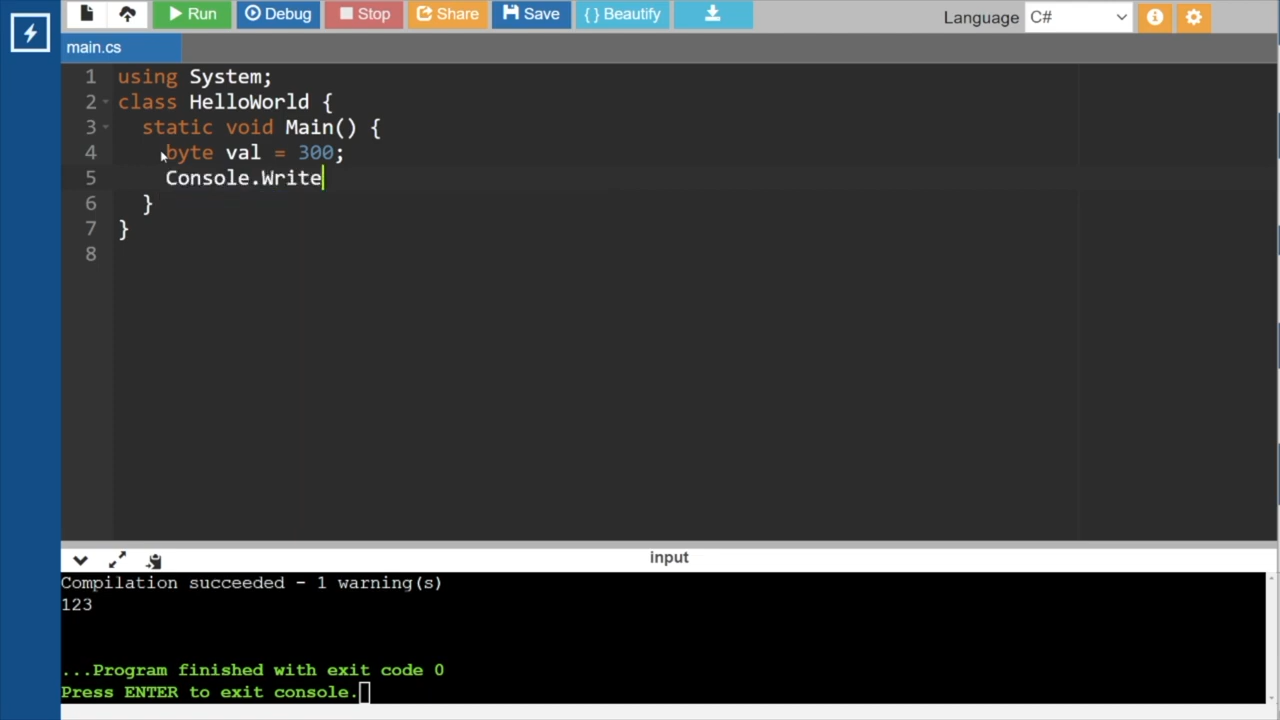 Run Debug Stop Share Save { } Beautify Language C#
main.cs
1 using System;
2 class HelloWorld {
3 static void Main() {
4 byte val = 300;
5 Console.Write
6 }
7 }
8
input
Compilation succeeded - 1 warning(s)
123
...Program finished with exit code 0
Press ENTER to exit console.